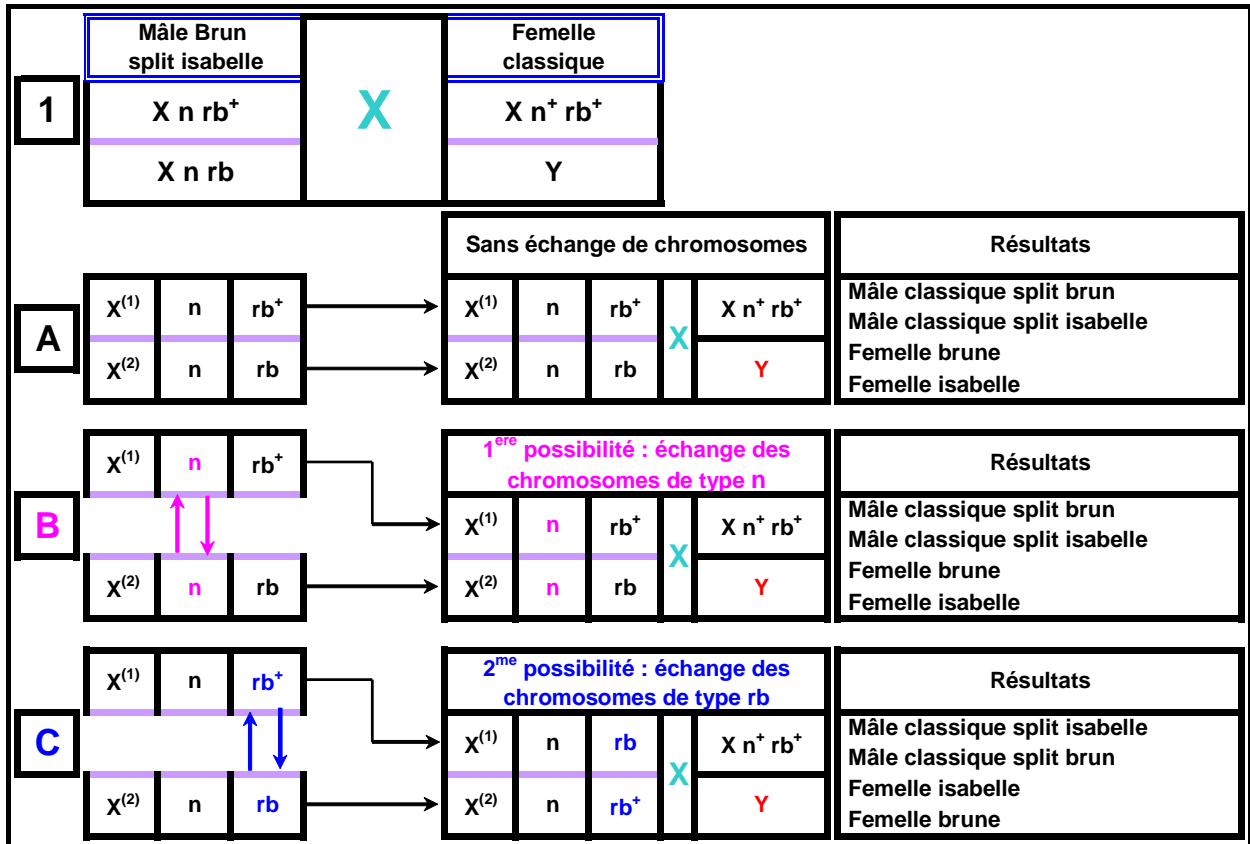 Mâle Brun
split isabelle
Femelle
classique
1
X n rb⁺
X
X n⁺ rb⁺
X n rb
Y
Sans échange de chromosomes
Résultats
A
X⁽¹⁾ n rb⁺
X⁽²⁾ n rb
X⁽¹⁾ n rb⁺
X⁽²⁾ n rb
X
X n⁺ rb⁺
Y
Mâle classique split brun
Mâle classique split isabelle
Femelle brune
Femelle isabelle
B
X⁽¹⁾ n rb⁺
X⁽²⁾ n rb
1ᵉʳᵉ possibilité : échange des
chromosomes de type n
X⁽¹⁾ n rb⁺
X⁽²⁾ n rb
X
X n⁺ rb⁺
Y
Résultats
Mâle classique split brun
Mâle classique split isabelle
Femelle brune
Femelle isabelle
C
X⁽¹⁾ n rb⁺
X⁽²⁾ n rb
2ᵐᵉ possibilité : échange des
chromosomes de type rb
X⁽¹⁾ n rb
X⁽²⁾ n rb⁺
X
X n⁺ rb⁺
Y
Résultats
Mâle classique split isabelle
Mâle classique split brun
Femelle isabelle
Femelle brune